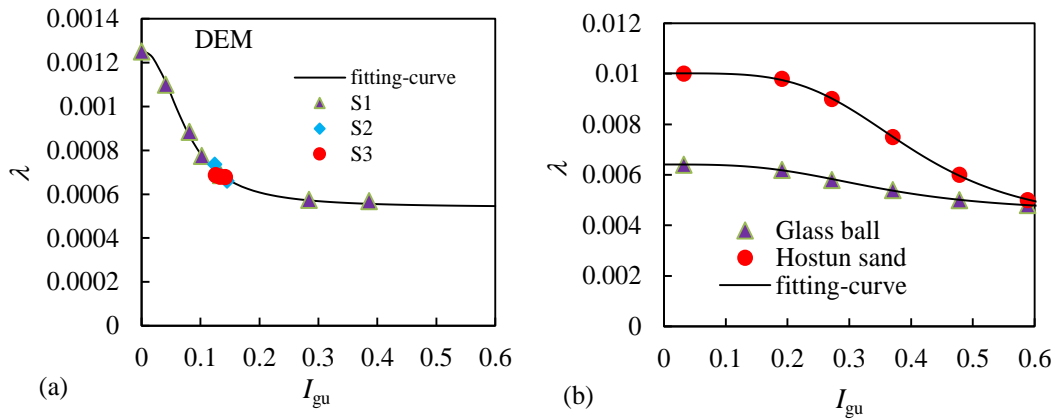 0.0014
0.0012
0.001
0.0008
0.0006
0.0004
0.0002
0
λ
DEM
fitting-curve
S1
S2
S3
0 0.1 0.2 0.3 0.4 0.5 0.6
(a) Igu
0.012
0.01
0.008
0.006
0.004
0.002
0
λ
Glass ball
Hostun sand
fitting-curve
0 0.1 0.2 0.3 0.4 0.5 0.6
(b) Igu